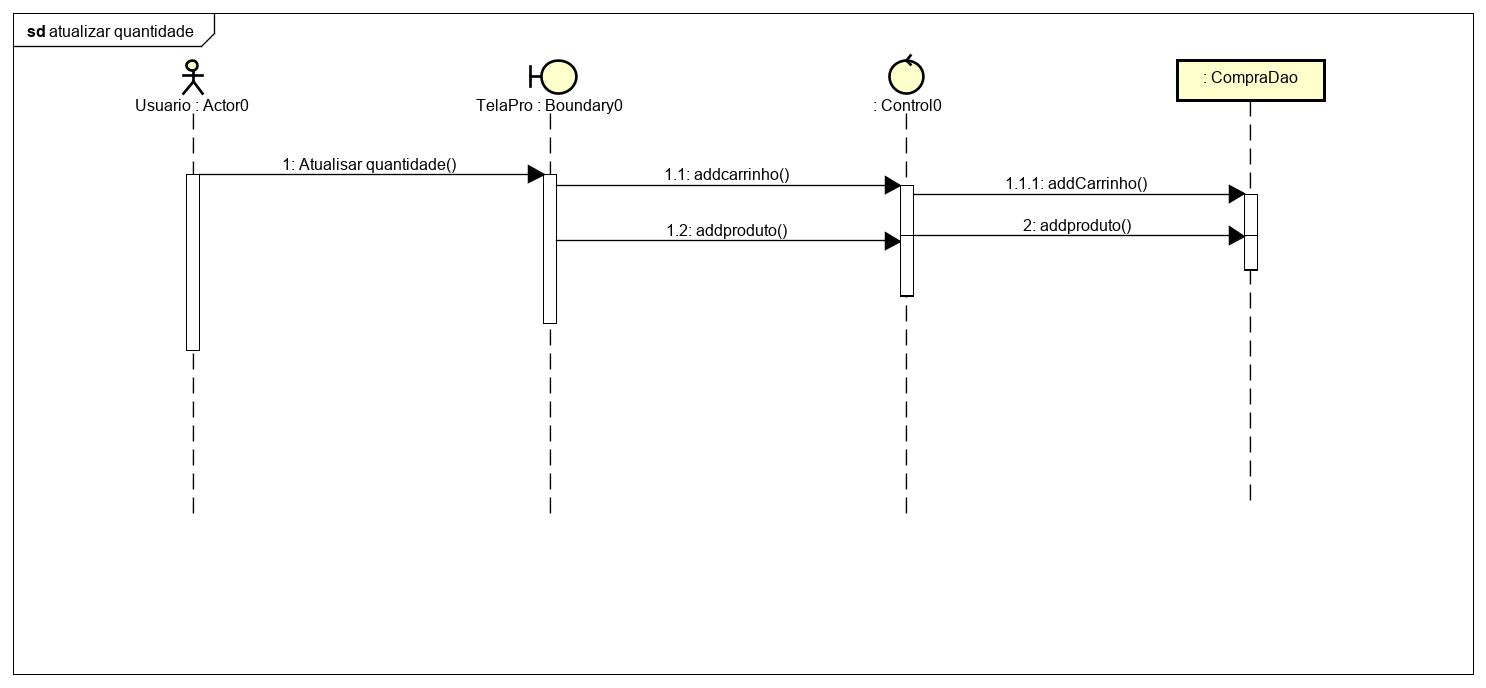 sd atualizar quantidade
Usuario : Actor0
TelaPro : Boundary0
: Control0
: CompraDao
1: Atualisar quantidade()
1.1: addcarrinho()
1.1.1: addCarrinho()
1.2: addproduto()
2: addproduto()